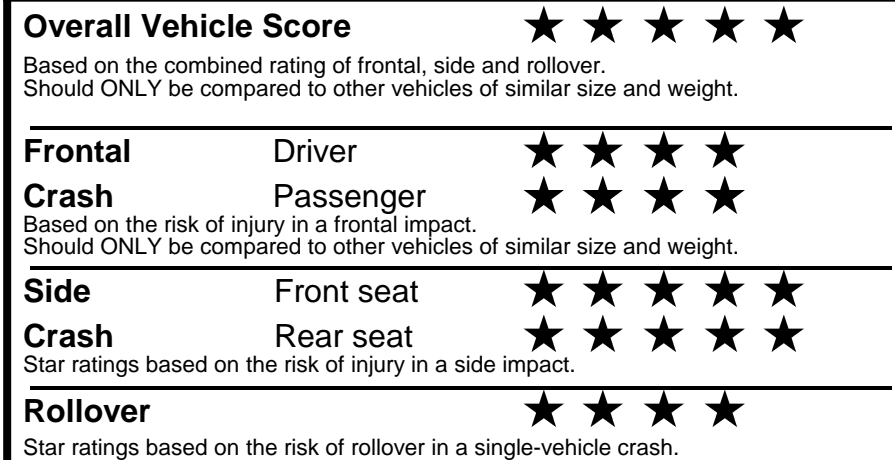 Overall Vehicle Score ★ ★ ★ ★ ★
Based on the combined rating of frontal, side and rollover.
Should ONLY be compared to other vehicles of similar size and weight.
Frontal Driver ★ ★ ★ ★
Crash Passenger ★ ★ ★ ★
Based on the risk of injury in a frontal impact.
Should ONLY be compared to other vehicles of similar size and weight.
Side Front seat ★ ★ ★ ★ ★
Crash Rear seat ★ ★ ★ ★ ★
Star ratings based on the risk of injury in a side impact.
Rollover ★ ★ ★ ★
Star ratings based on the risk of rollover in a single-vehicle crash.